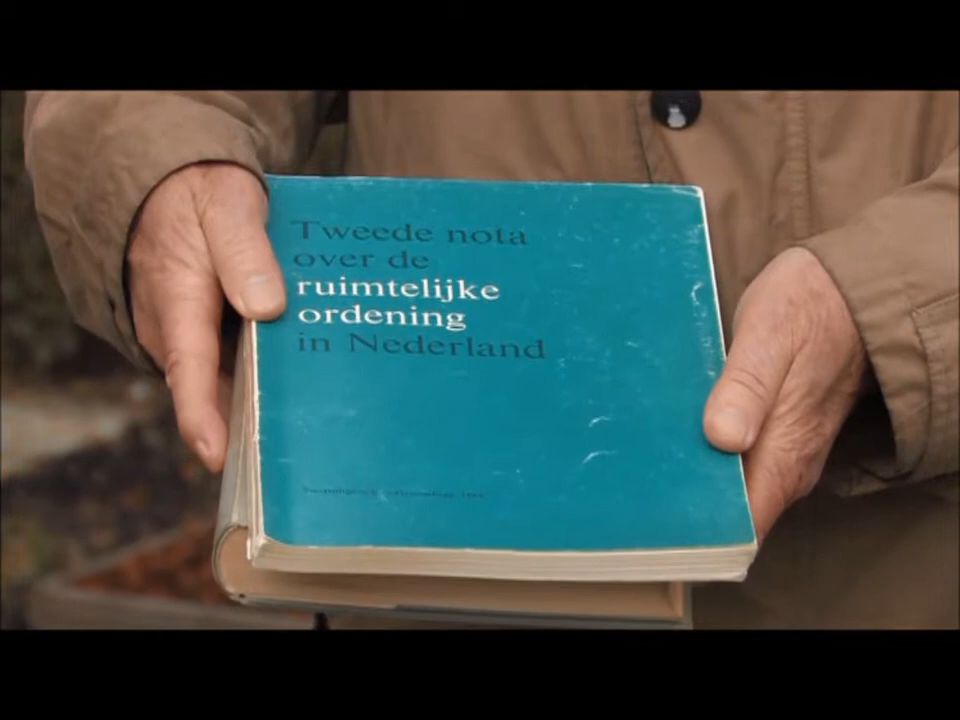 Tweede nota
over de
ruimtelijke
ordening
in Nederland